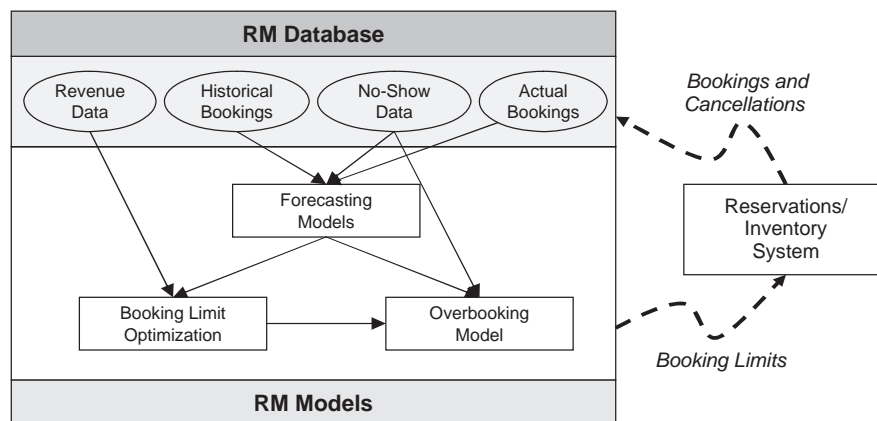 RM Database
Revenue
Data
Historical
Bookings
No-Show
Data
Actual
Bookings
Bookings and
Cancellations
Forecasting
Models
Reservations/
Inventory
System
Booking Limit
Optimization
Overbooking
Model
Booking Limits
RM Models